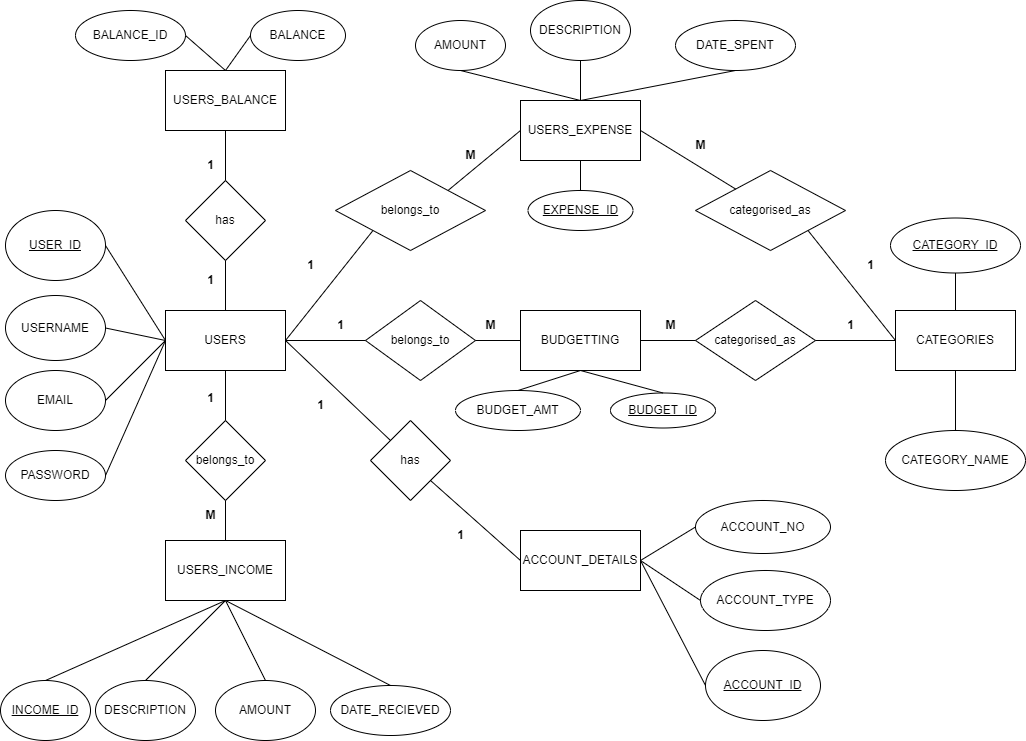 BALANCE_ID
BALANCE
USERS_BALANCE
1
has
1
AMOUNT
DESCRIPTION
DATE_SPENT
USERS_EXPENSE
M
M
belongs_to
EXPENSE_ID
categorised_as
1
1
USER_ID
USERNAME
EMAIL
PASSWORD
USERS
1
belongs_to
M
BUDGETTING
M
categorised_as
1
CATEGORIES
CATEGORY_ID
CATEGORY_NAME
BUDGET_AMT
BUDGET_ID
1
belongs_to
M
1
has
1
USERS_INCOME
ACCOUNT_DETAILS
ACCOUNT_NO
ACCOUNT_TYPE
ACCOUNT_ID
INCOME_ID
DESCRIPTION
AMOUNT
DATE_RECIEVED